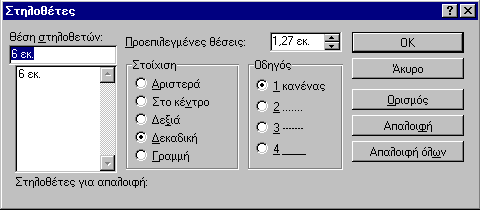 Στηλοθέτες
θέση στηλοθετών:
6 εκ.
6 εκ.
Προεπιλεγμένες θέσεις:
1,27 εκ.
Στοίχιση
Αριστερά
Στο κέντρο
Δεξιά
Δεκαδική
Γραμμή
Οδηγός
1 κανένας
2 .......
3 -------
4 ____
OK
Άκυρο
Ορισμός
Απαλοιφή
Απαλοιφή όλων
Στηλοθέτες για απαλοιφή: